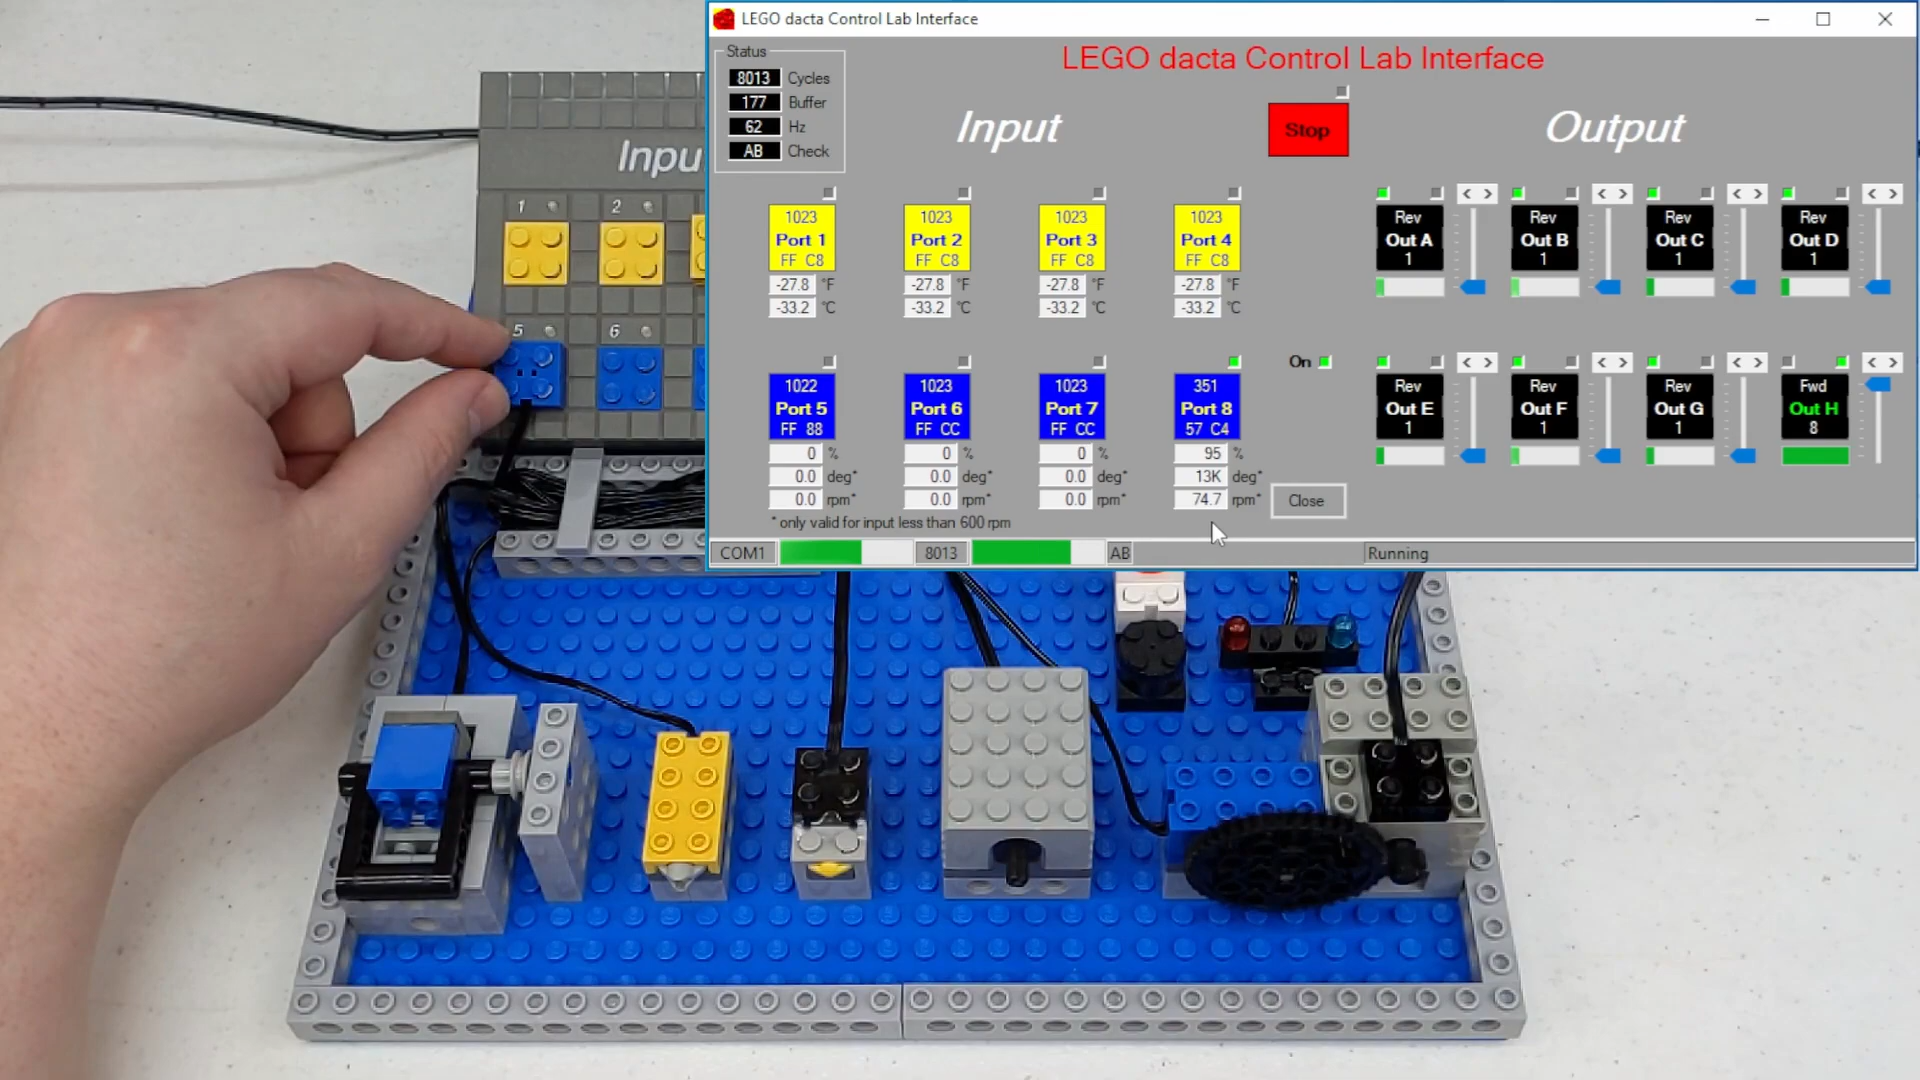 LEGO dacta Control Lab Interface
Status
8013 Cycles
177 Buffer
62 Hz
AB Check
LEGO dacta Control Lab Interface
Input
Stop
Output
1023
Port 1
FF C8
-27.8 °F
-33.2 °C
1023
Port 2
FF C8
-27.8 °F
-33.2 °C
1023
Port 3
FF C8
-27.8 °F
-33.2 °C
1023
Port 4
FF C8
-27.8 °F
-33.2 °C
Rev
Out A
1
< >
Rev
Out B
1
< >
Rev
Out C
1
< >
Rev
Out D
1
< >
1022
Port 5
FF 88
0 %
0.0 deg*
0.0 rpm*
1023
Port 6
FF CC
0 %
0.0 deg*
0.0 rpm*
1023
Port 7
FF CC
0 %
0.0 deg*
0.0 rpm*
351
Port 8
57 C4
95 %
13K deg*
74.7 rpm*
On
Close
Rev
Out E
1
< >
Rev
Out F
1
< >
Rev
Out G
1
< >
Fwd
Out H
8
< >
* only valid for input less than 600 rpm
COM1 8013 AB Running
Inpu
1 2
5 6